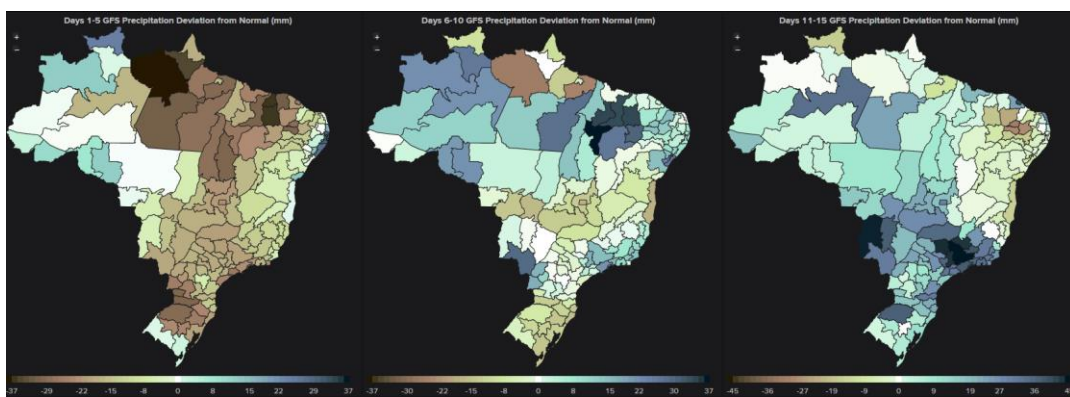 Days 1-5 GFS Precipitation Deviation from Normal (mm)
Days 6-10 GFS Precipitation Deviation from Normal (mm)
Days 11-15 GFS Precipitation Deviation from Normal (mm)
-37 -29 -22 -15 -8 0 8 15 22 29 37
-37 -30 -22 -15 -8 0 8 15 22 30 37
-45 -36 -27 -19 -9 0 9 19 27 36